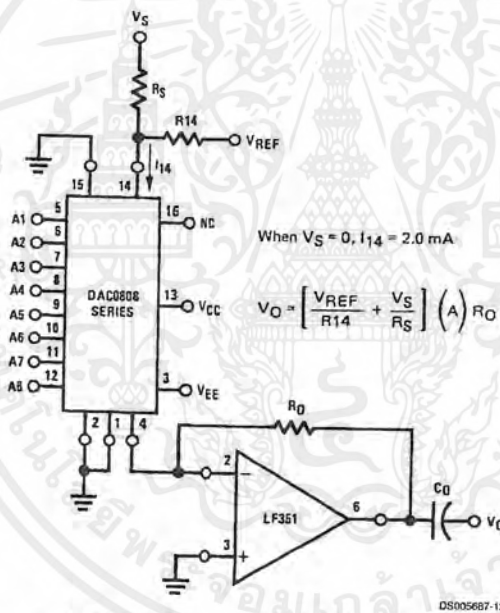 VS
RS
R14
VREF
I14
15
14
A1
5
16
NC
A2
6
A3
7
When VS = 0, I14 = 2.0 mA
A4
8
DAC0808
SERIES
13
VCC
A5
9
VO = [ VREF / R14 + VS / RS ] (A) RO
A6
10
A7
11
A8
12
3
VEE
2
1
4
RO
2
−
LF351
6
CO
VO
3
+
DS005687-1